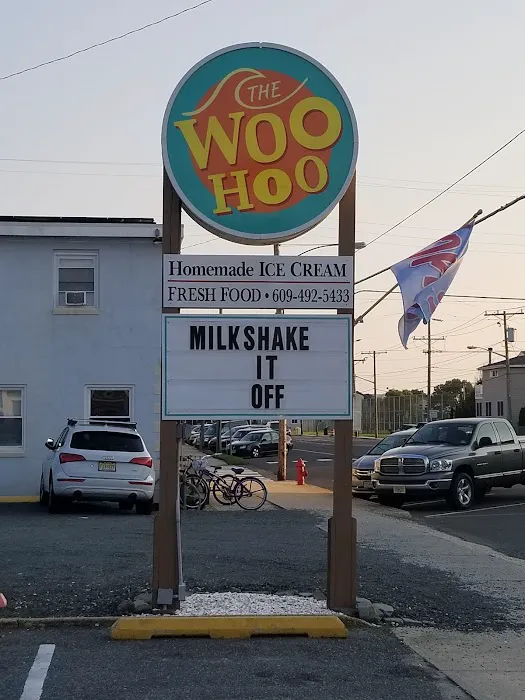 THE
WOO
HOO
Homemade ICE CREAM
FRESH FOOD • 609-492-5433
MILKSHAKE
IT
OFF